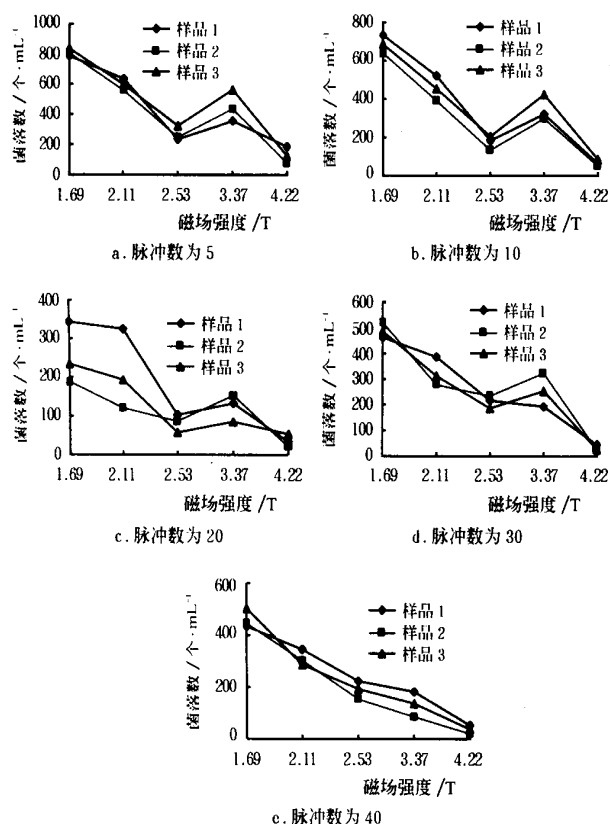 菌落数 / 个·mL⁻¹
1000
800
600
400
200
0
样品 1
样品 2
样品 3
1.69 2.11 2.53 3.37 4.22
磁场强度 /T
a. 脉冲数为 5
菌落数 / 个·mL⁻¹
800
600
400
200
0
样品 1
样品 2
样品 3
1.69 2.11 2.53 3.37 4.22
磁场强度 /T
b. 脉冲数为 10
菌落数 / 个·mL⁻¹
400
300
200
100
0
样品 1
样品 2
样品 3
1.69 2.11 2.53 3.37 4.22
磁场强度 /T
c. 脉冲数为 20
菌落数 / 个·mL⁻¹
600
500
400
300
200
100
0
样品 1
样品 2
样品 3
1.69 2.11 2.53 3.37 4.22
磁场强度 /T
d. 脉冲数为 30
菌落数 / 个·mL⁻¹
600
400
200
0
样品 1
样品 2
样品 3
1.69 2.11 2.53 3.37 4.22
磁场强度 /T
e. 脉冲数为 40